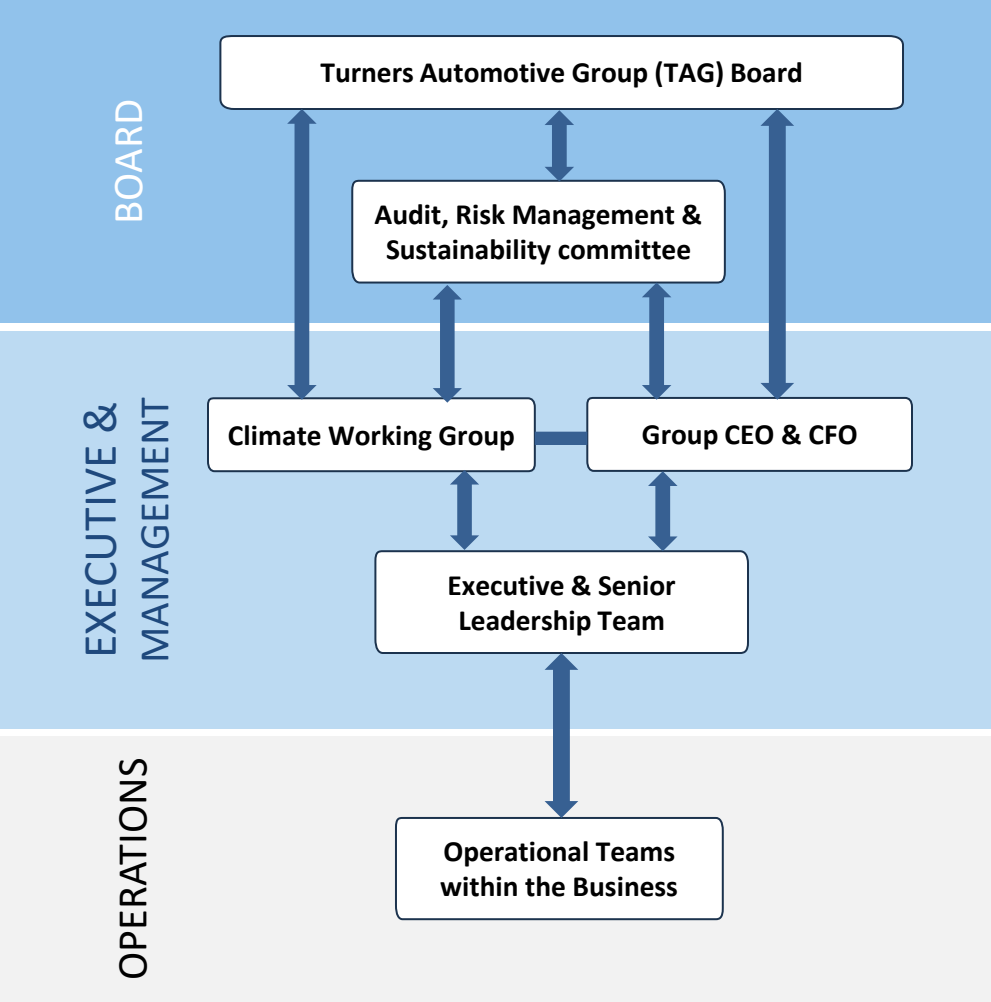 BOARD
Turners Automotive Group (TAG) Board
Audit, Risk Management &
Sustainability committee
EXECUTIVE &
MANAGEMENT
Climate Working Group
Group CEO & CFO
Executive & Senior
Leadership Team
OPERATIONS
Operational Teams
within the Business